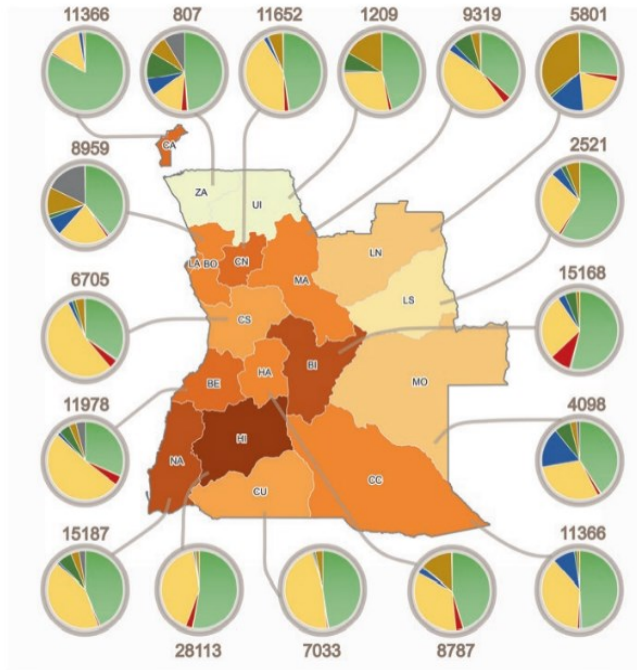 11366
807
11652
1209
9319
5801
CA
8959
ZA
UI
2521
LN
LA BO
CN
MA
LS
6705
15168
CS
BI
BE
HA
MO
11978
HI
4098
NA
CU
CC
15187
11366
28113
7033
8787